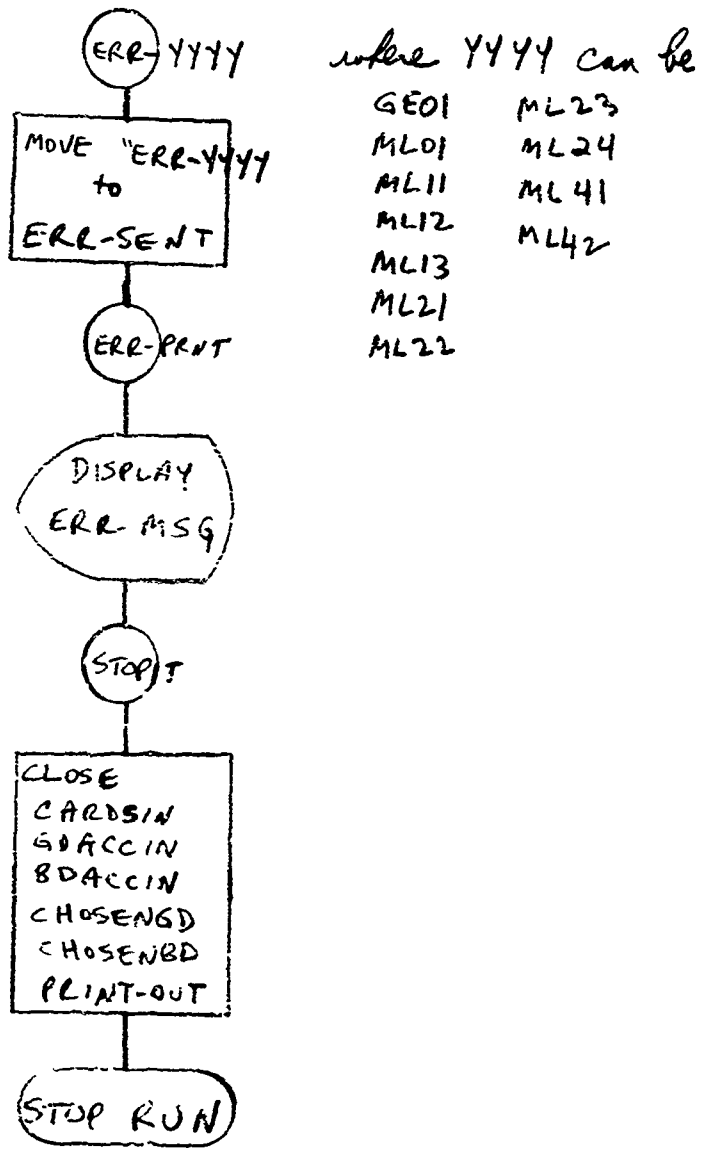 ERR-YYYY
where YYYY can be
GE01 ML23
ML01 ML24
ML11 ML41
ML12 ML42
ML13
ML21
ML22
MOVE "ERR-YYYY
to
ERR-SENT
ERR-PRNT
DISPLAY
ERR-MSG
STOPIT
CLOSE
CARDSIN
GDACCIN
BDACCIN
CHOSENGD
CHOSENBD
PRINT-OUT
STOP RUN